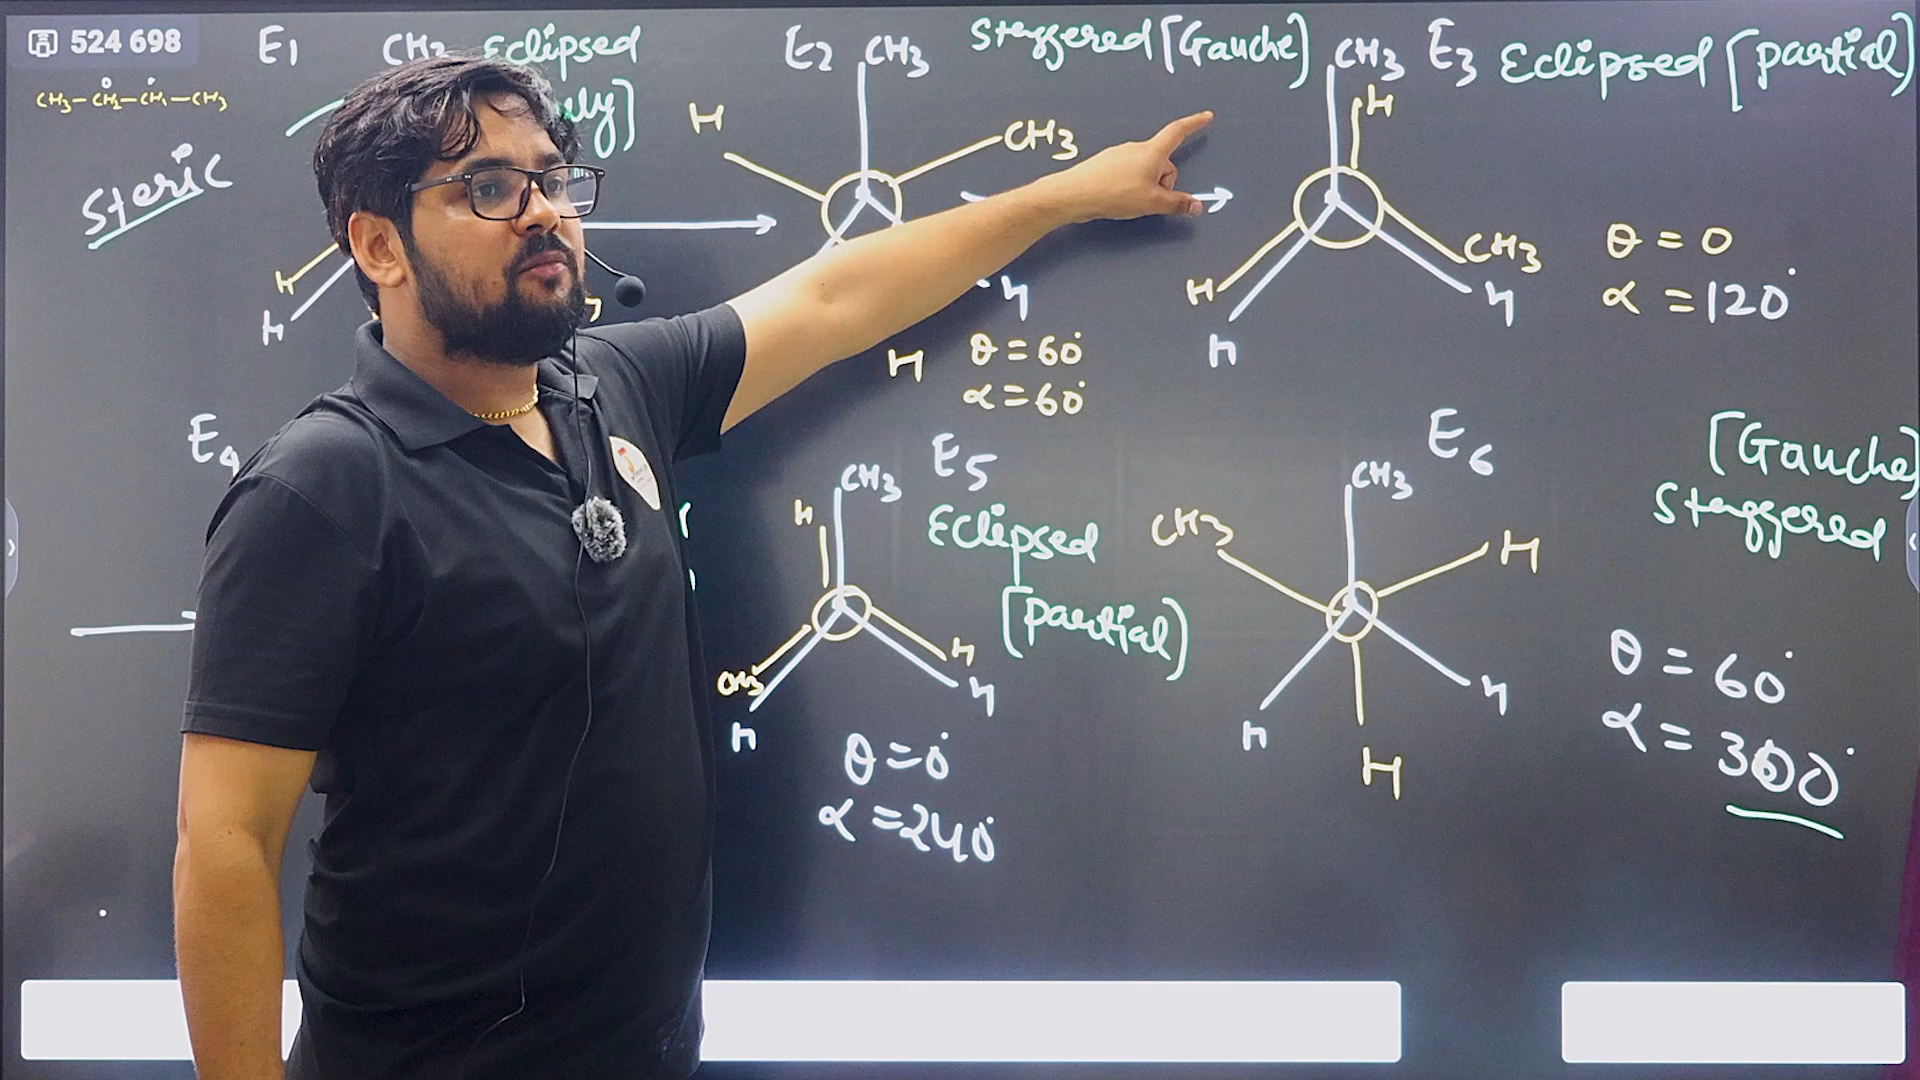 524 698
E1
CH3
Eclipsed
CH3-CH2-CH2-CH3
Steric
H
H
E2
CH3
Staggered [Gauche]
H
CH3
H
H
θ = 60°
α = 60°
CH3
E3
Eclipsed [partial]
H
CH3
H
H
H
θ = 0
α = 120°
E4
CH3
E5
Eclipsed
[partial]
H
H
CH3
H
H
θ = 0°
α = 240°
CH3
E6
[Gauche]
Staggered
CH3
H
H
H
H
θ = 60°
α = 300°